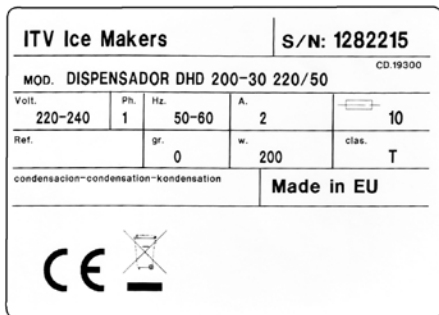 ITV Ice Makers S/N: 1282215
CD.19300
MOD. DISPENSADOR DHD 200-30 220/50
Volt. Ph. Hz. A.
220-240 1 50-60 2 10
Ref. gr. w. clas.
0 200 T
condensacion-condensation-kondensation
Made in EU
CE